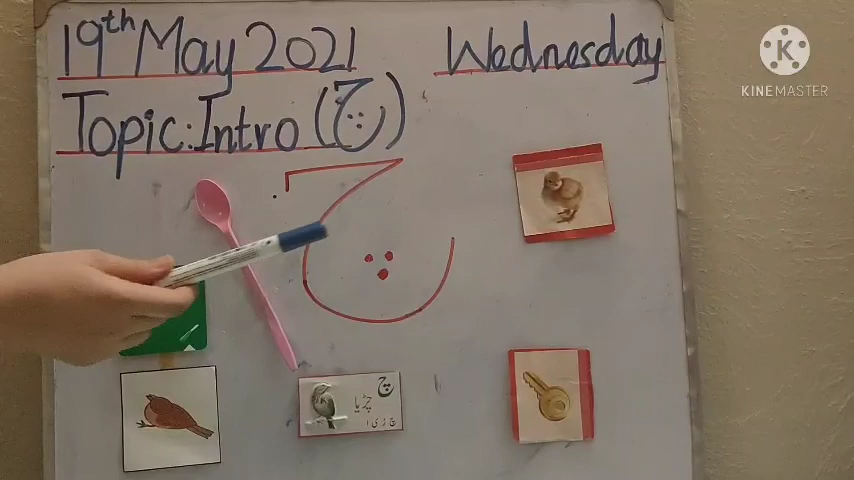 19th May 2021 Wednesday
Topic: Intro (چ)
چ
چ
چڑیا
چ ڑ ی ا
K
KINEMASTER